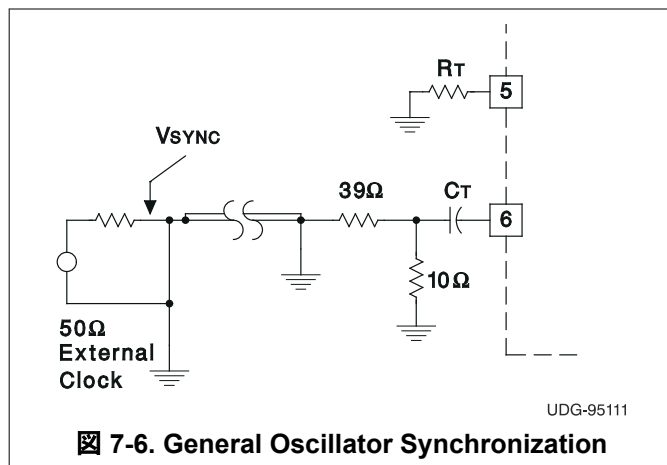 RT
5
VSYNC
39Ω
CT
6
10Ω
50Ω
External
Clock
UDG-95111
図 7-6. General Oscillator Synchronization